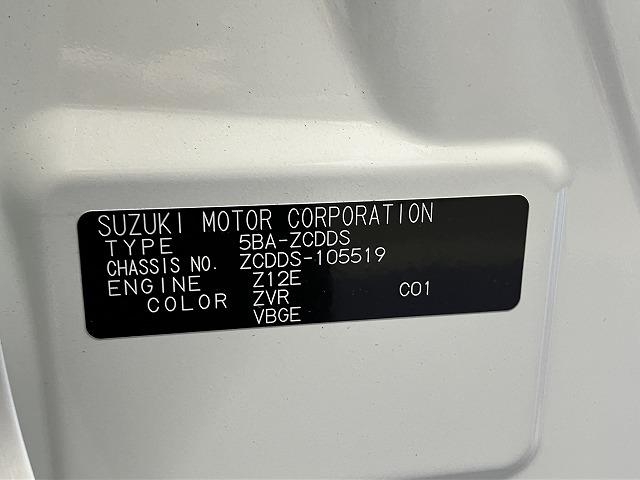 SUZUKI MOTOR CORPORATION
TYPE 5BA-ZCDDS
CHASSIS NO. ZCDDS-105519
ENGINE Z12E
COLOR ZVR C01
VBGE